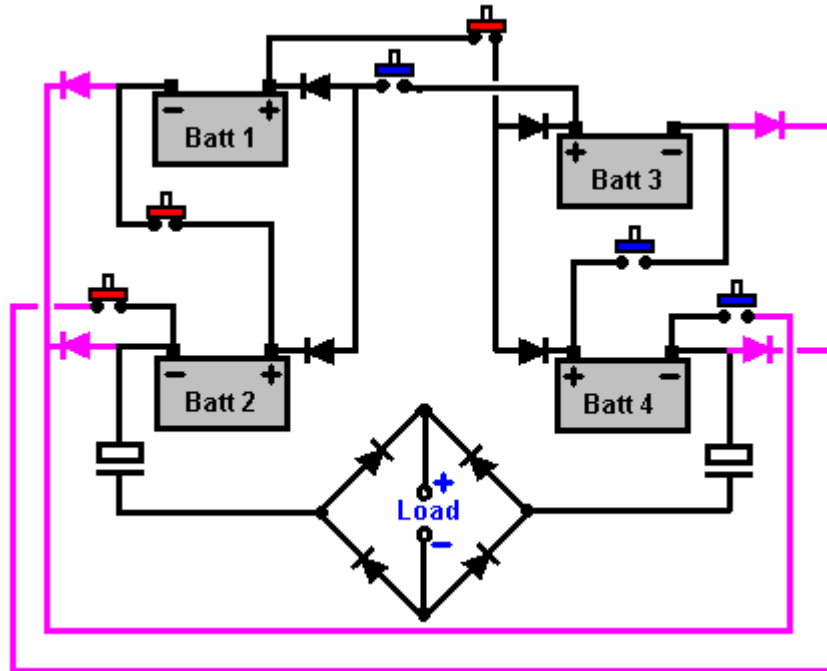 - +
Batt 1
+ -
Batt 3
- +
Batt 2
+ -
Batt 4
+
Load
-